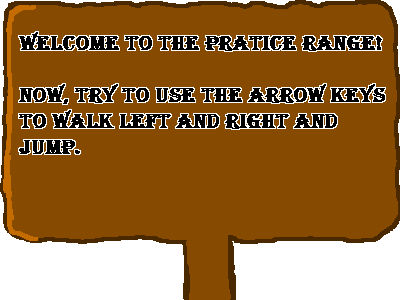 WELCOME TO THE PRATICE RANGE!
NOW, TRY TO USE THE ARROW KEYS
TO WALK LEFT AND RIGHT AND
JUMP.